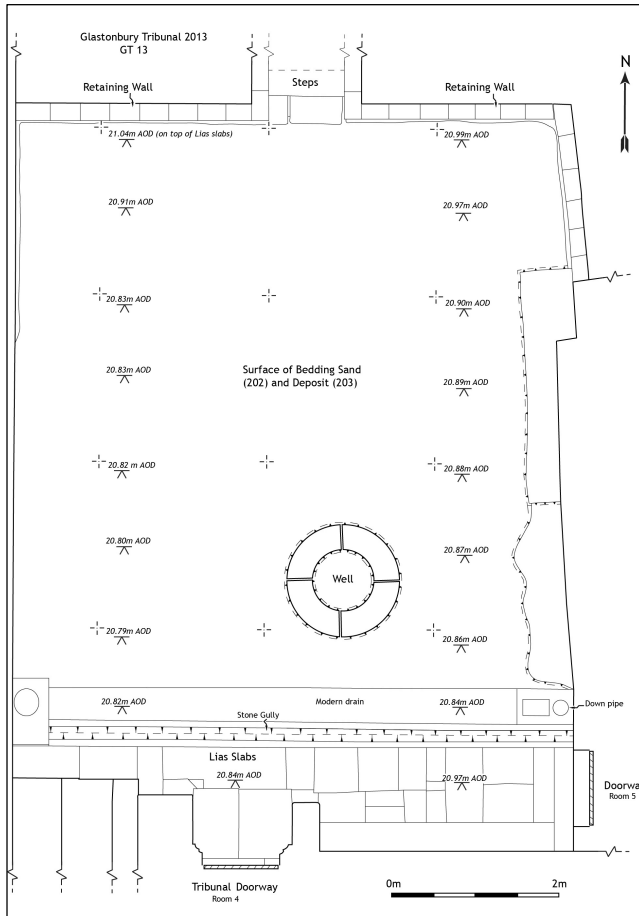 Glastonbury Tribunal 2013
GT 13
N
Steps
Retaining Wall
Retaining Wall
21.04m AOD (on top of Lias slabs)
20.99m AOD
20.91m AOD
20.97m AOD
20.83m AOD
20.90m AOD
Surface of Bedding Sand
(202) and Deposit (203)
20.83m AOD
20.89m AOD
20.82 m AOD
20.88m AOD
20.80m AOD
20.87m AOD
Well
20.79m AOD
20.86m AOD
20.82m AOD
Modern drain
20.84m AOD
Down pipe
Stone Gully
Lias Slabs
20.84m AOD
20.97m AOD
Doorwa
Room 5
Tribunal Doorway
Room 4
0m
2m